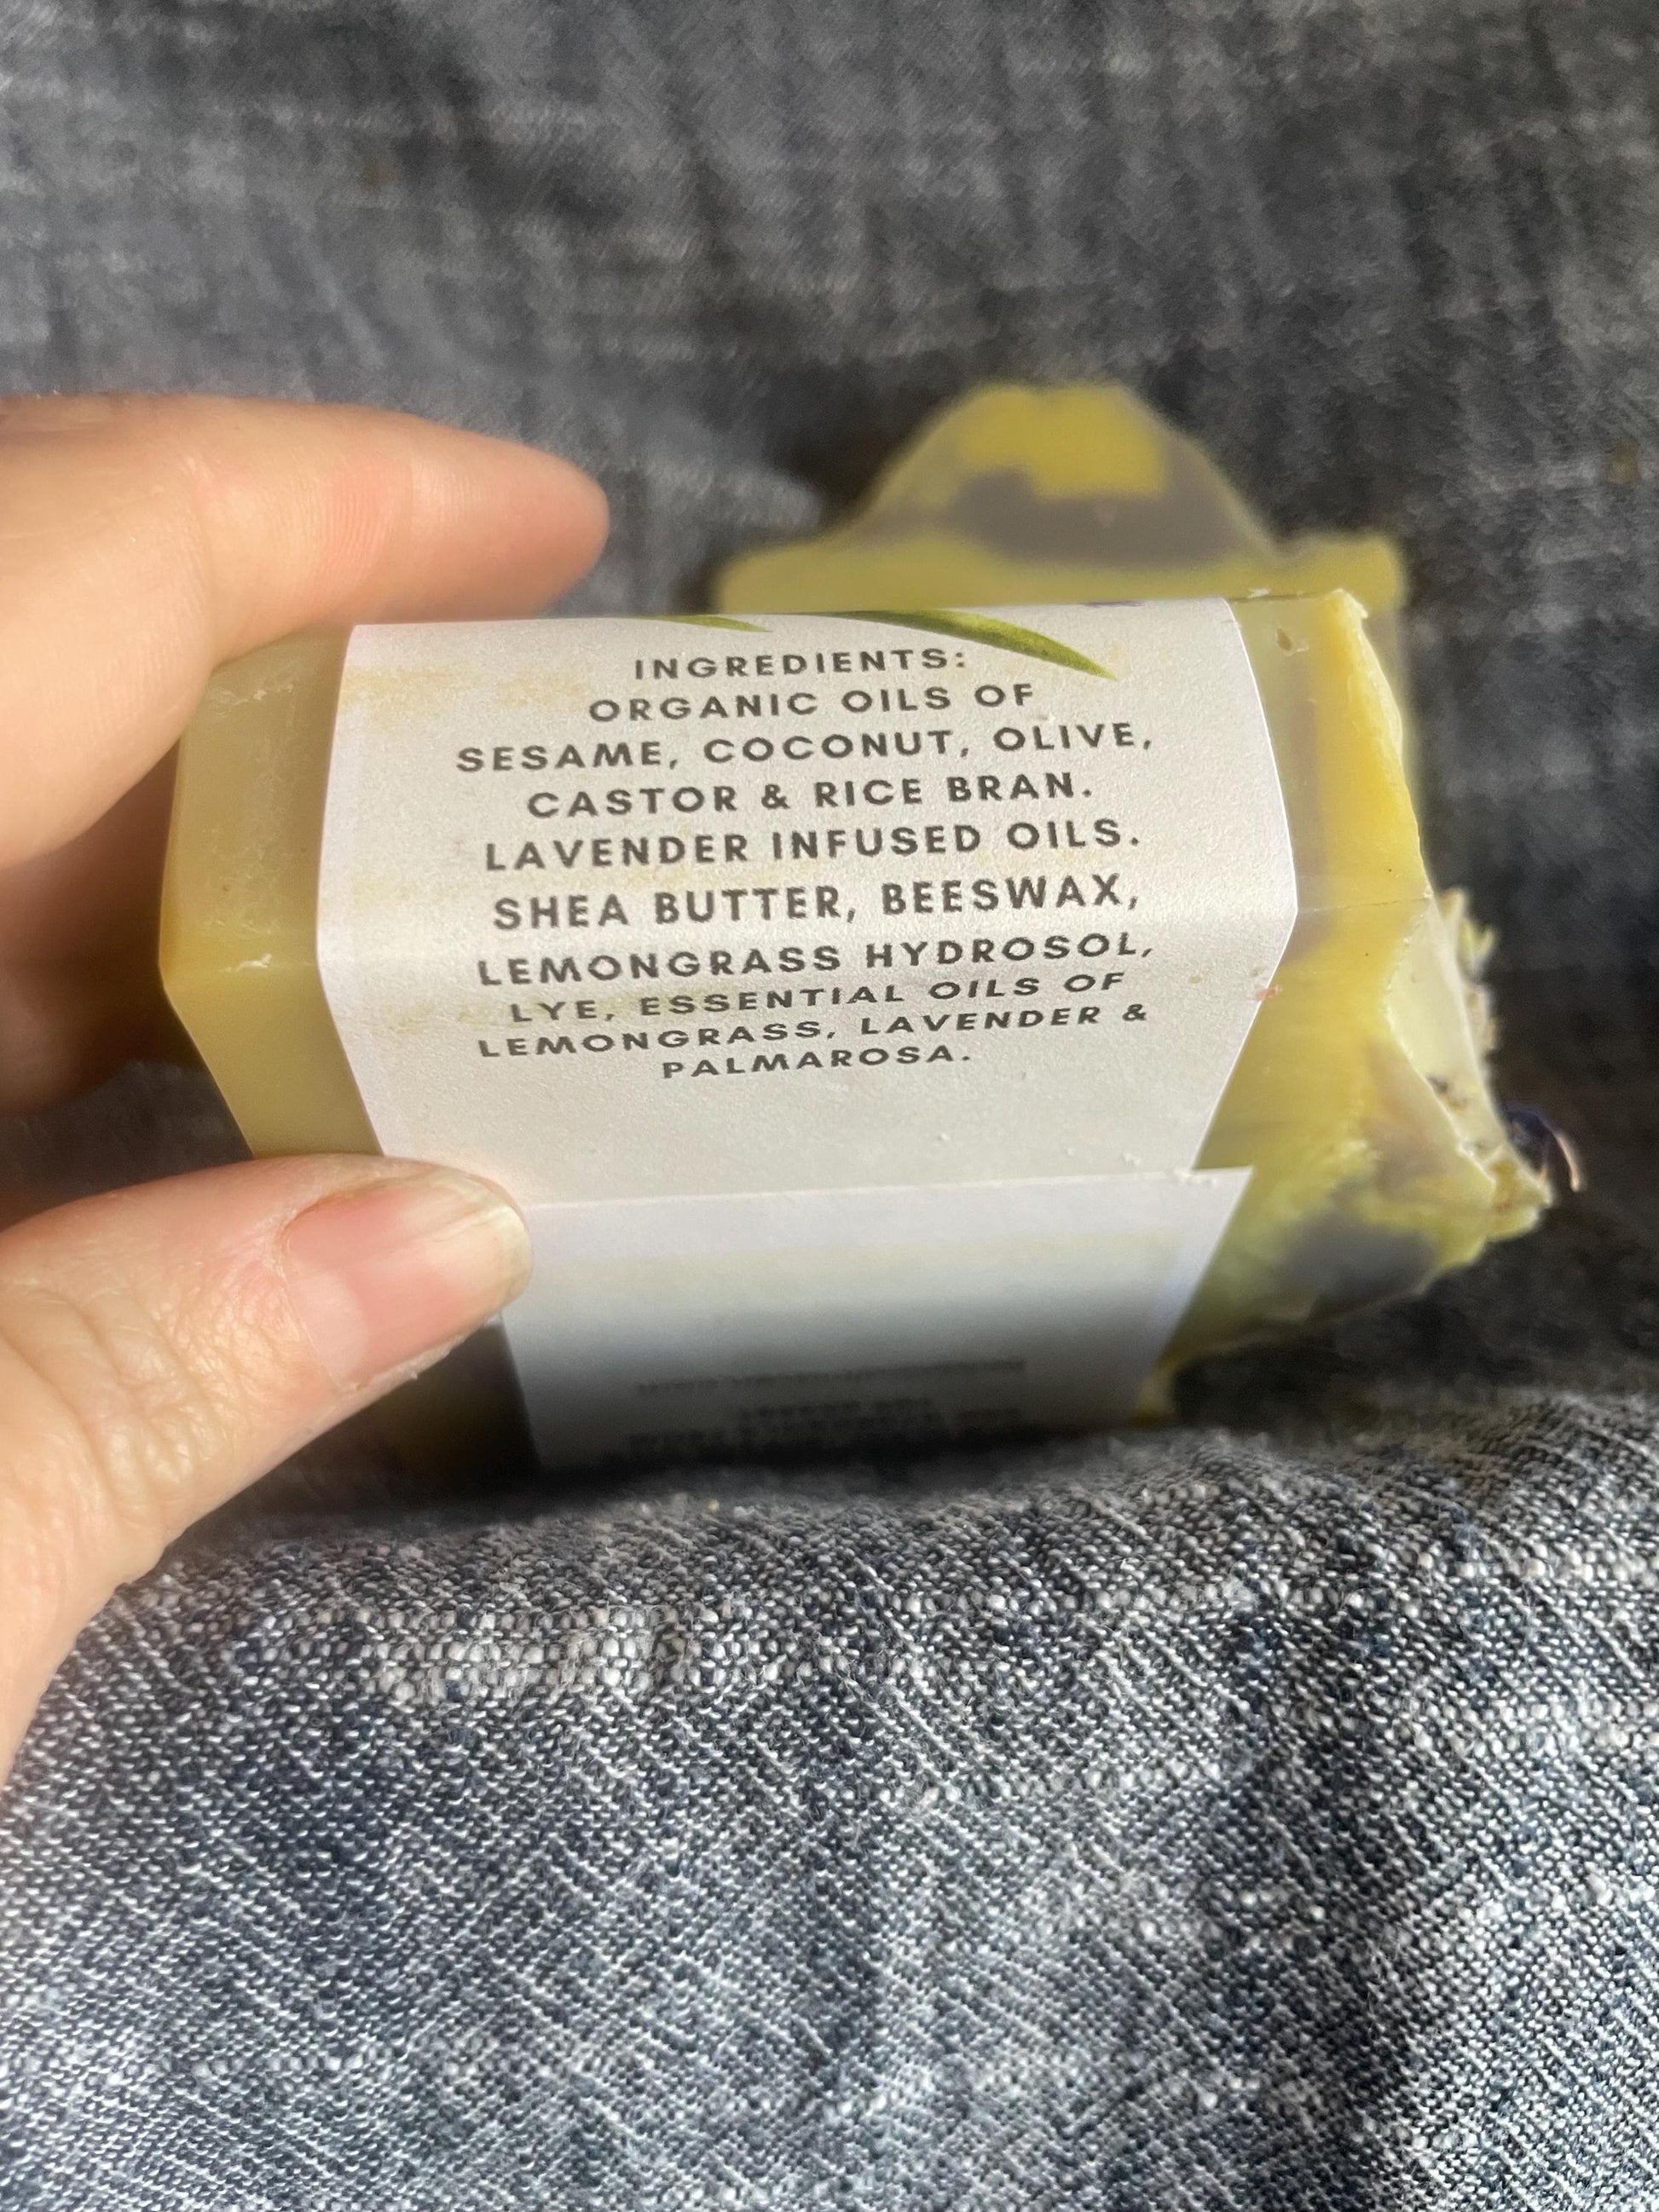 INGREDIENTS:
ORGANIC OILS OF
SESAME, COCONUT, OLIVE,
CASTOR & RICE BRAN.
LAVENDER INFUSED OILS.
SHEA BUTTER, BEESWAX,
LEMONGRASS HYDROSOL,
LYE, ESSENTIAL OILS OF
LEMONGRASS, LAVENDER &
PALMAROSA.